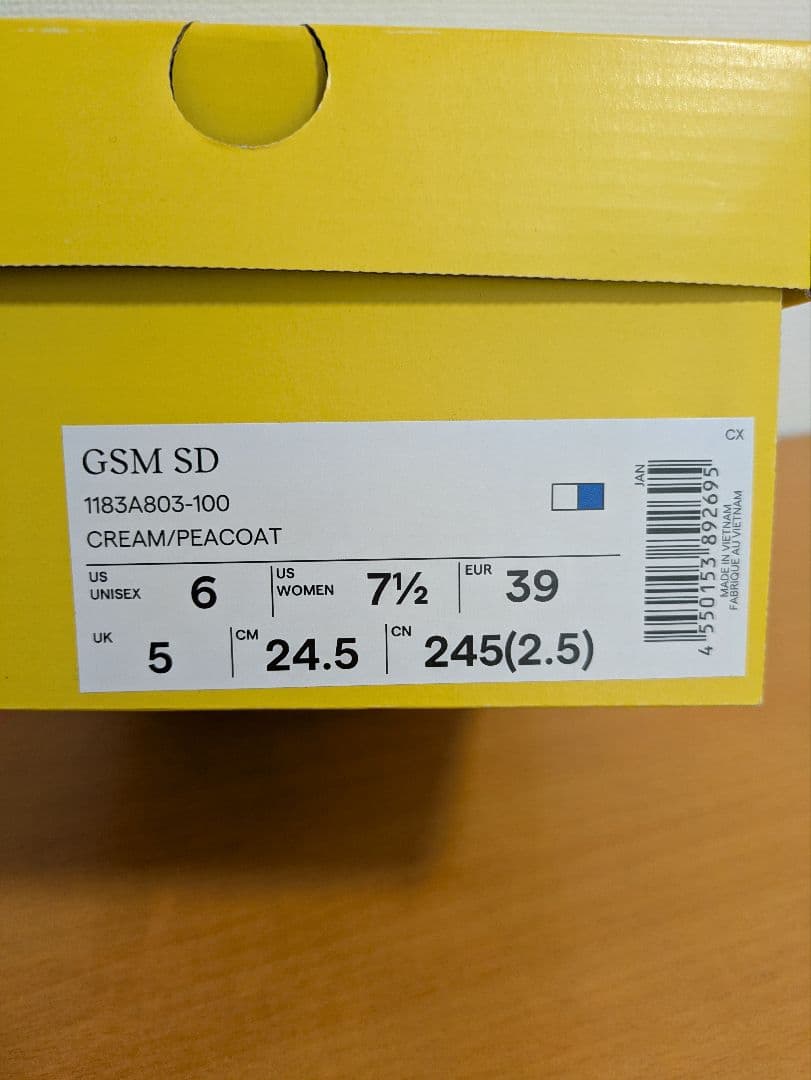 GSM SD
1183A803-100
CREAM/PEACOAT
US UNISEX 6
US WOMEN 7½
EUR 39
UK 5
CM 24.5
CN 245(2.5)
CX
JAN
4 550153 892695
MADE IN VIETNAM
FABRIQUE AU VIETNAM